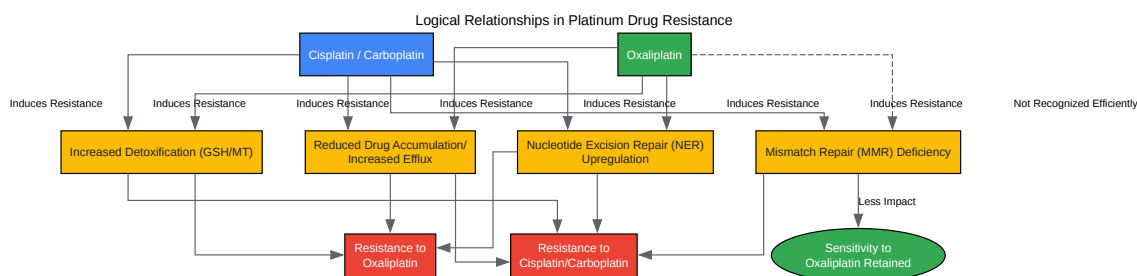 Logical Relationships in Platinum Drug Resistance
Cisplatin / Carboplatin
Oxaliplatin
Induces Resistance
Induces Resistance
Induces Resistance
Induces Resistance
Induces Resistance
Induces Resistance
Induces Resistance
Not Recognized Efficiently
Increased Detoxification (GSH/MT)
Reduced Drug Accumulation/
Increased Efflux
Nucleotide Excision Repair (NER)
Upregulation
Mismatch Repair (MMR) Deficiency
Less Impact
Resistance to
Oxaliplatin
Resistance to
Cisplatin/Carboplatin
Sensitivity to
Oxaliplatin Retained